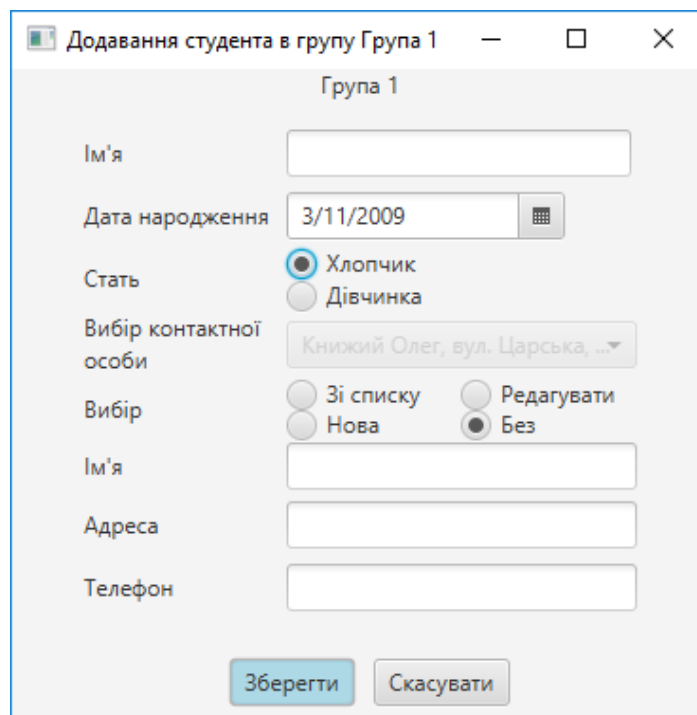 Додавання студента в групу Група 1
Група 1
Ім'я
Дата народження 3/11/2009
Стать
Хлопчик
Дівчинка
Вибір контактної
особи
Книжий Олег, вул. Царська, ...
Вибір
Зі списку Редагувати
Нова Без
Ім'я
Адреса
Телефон
Зберегти Скасувати